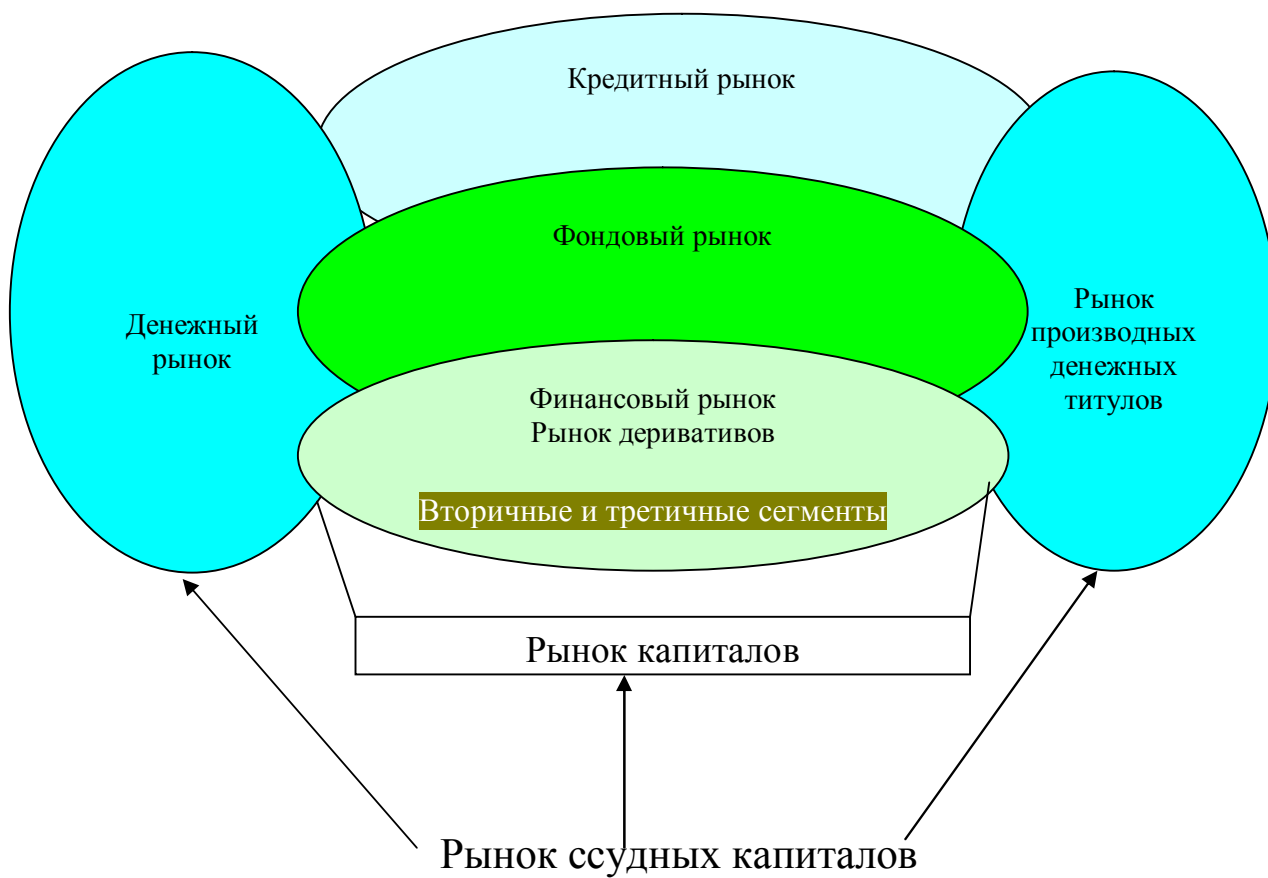 Кредитный рынок
Фондовый рынок
Денежный
рынок
Рынок
производных
денежных
титулов
Финансовый рынок
Рынок деривативов
Вторичные и третичные сегменты
Рынок капиталов
Рынок ссудных капиталов